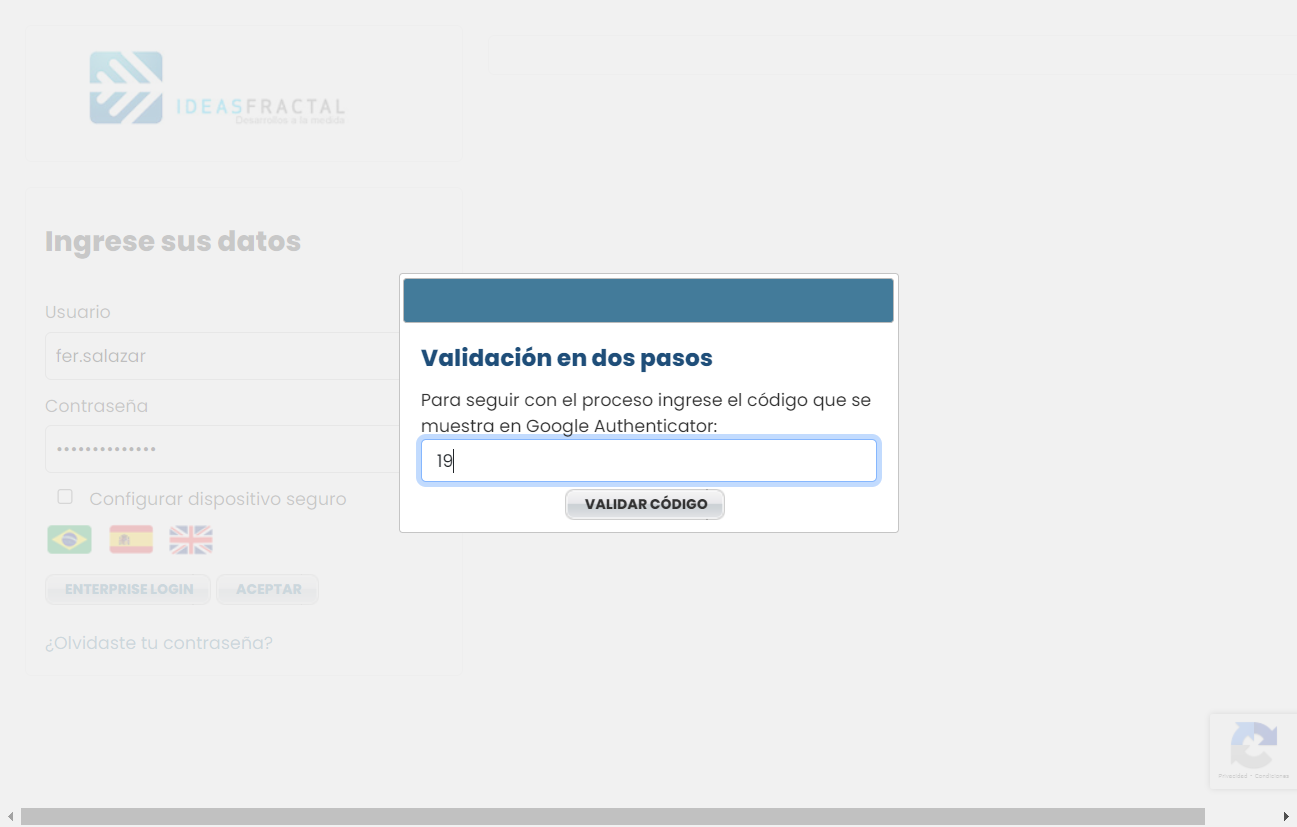 IDEASFRACTAL
Desarrollos a la medida
Ingrese sus datos
Usuario
fer.salazar
Contraseña
••••••••••••••
Configurar dispositivo seguro
ENTERPRISE LOGIN
ACEPTAR
¿Olvidaste tu contraseña?
Validación en dos pasos
Para seguir con el proceso ingrese el código que se
muestra en Google Authenticator:
19
VALIDAR CÓDIGO
Privacidad - Condiciones